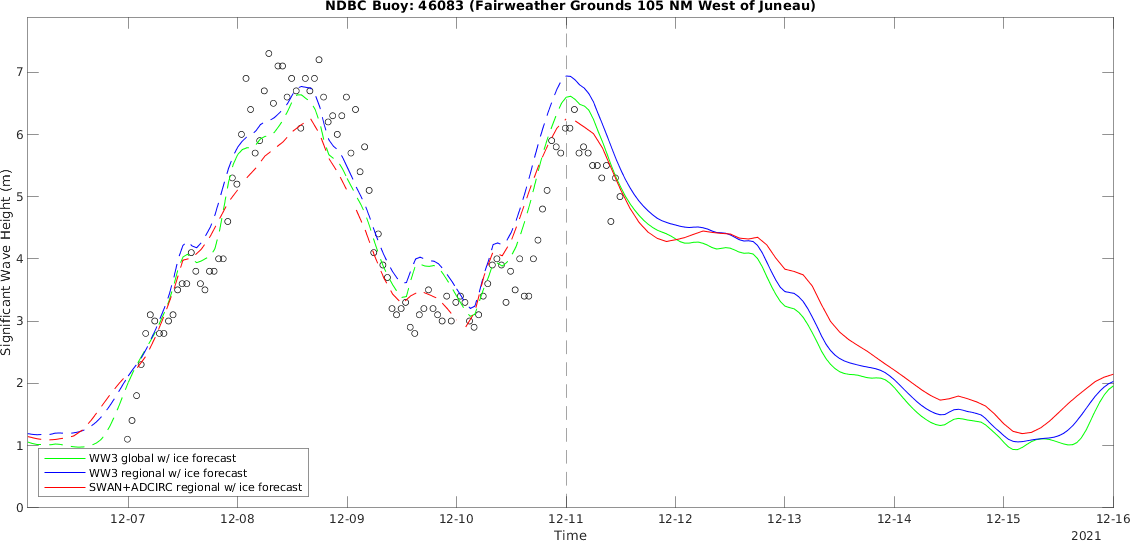 NDBC Buoy: 46083 (Fairweather Grounds 105 NM West of Juneau)
Significant Wave Height (m)
7
6
5
4
3
2
1
0
WW3 global w/ ice forecast
WW3 regional w/ ice forecast
SWAN+ADCIRC regional w/ ice forecast
12-07 12-08 12-09 12-10 12-11 12-12 12-13 12-14 12-15 12-16
Time
2021